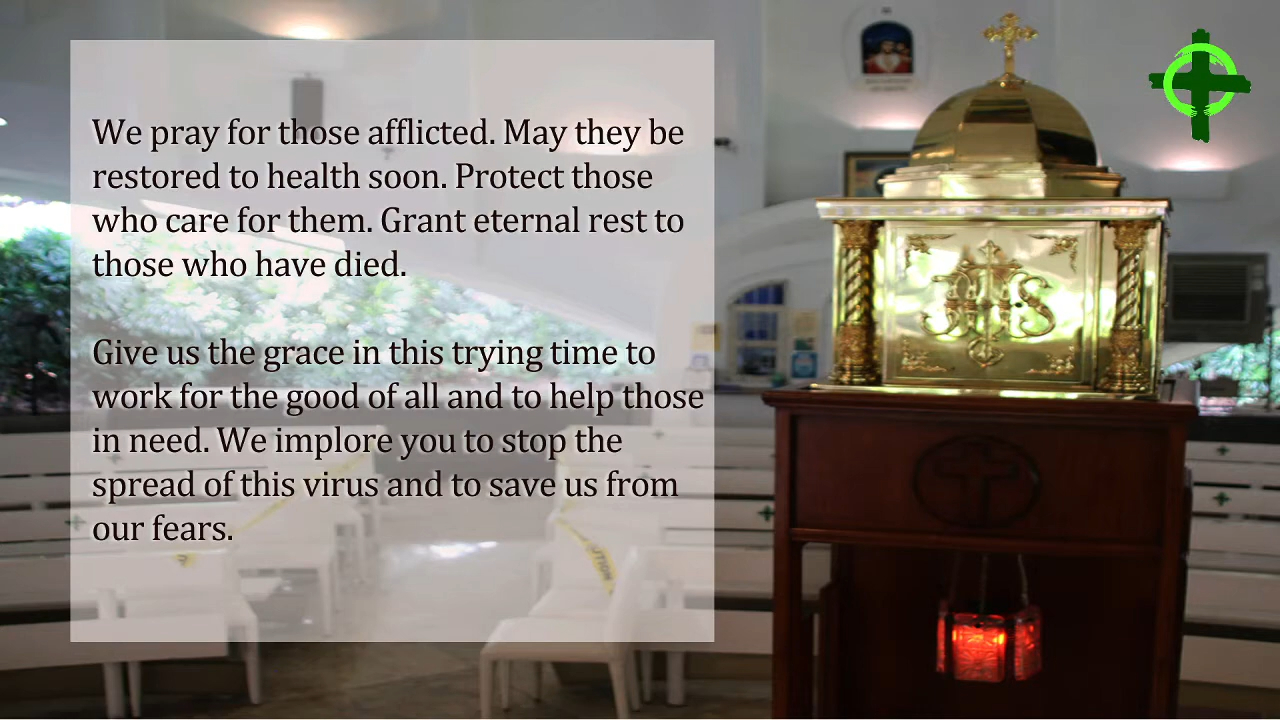 We pray for those afflicted. May they be
restored to health soon. Protect those
who care for them. Grant eternal rest to
those who have died.
Give us the grace in this trying time to
work for the good of all and to help those
in need. We implore you to stop the
spread of this virus and to save us from
our fears.
IHS